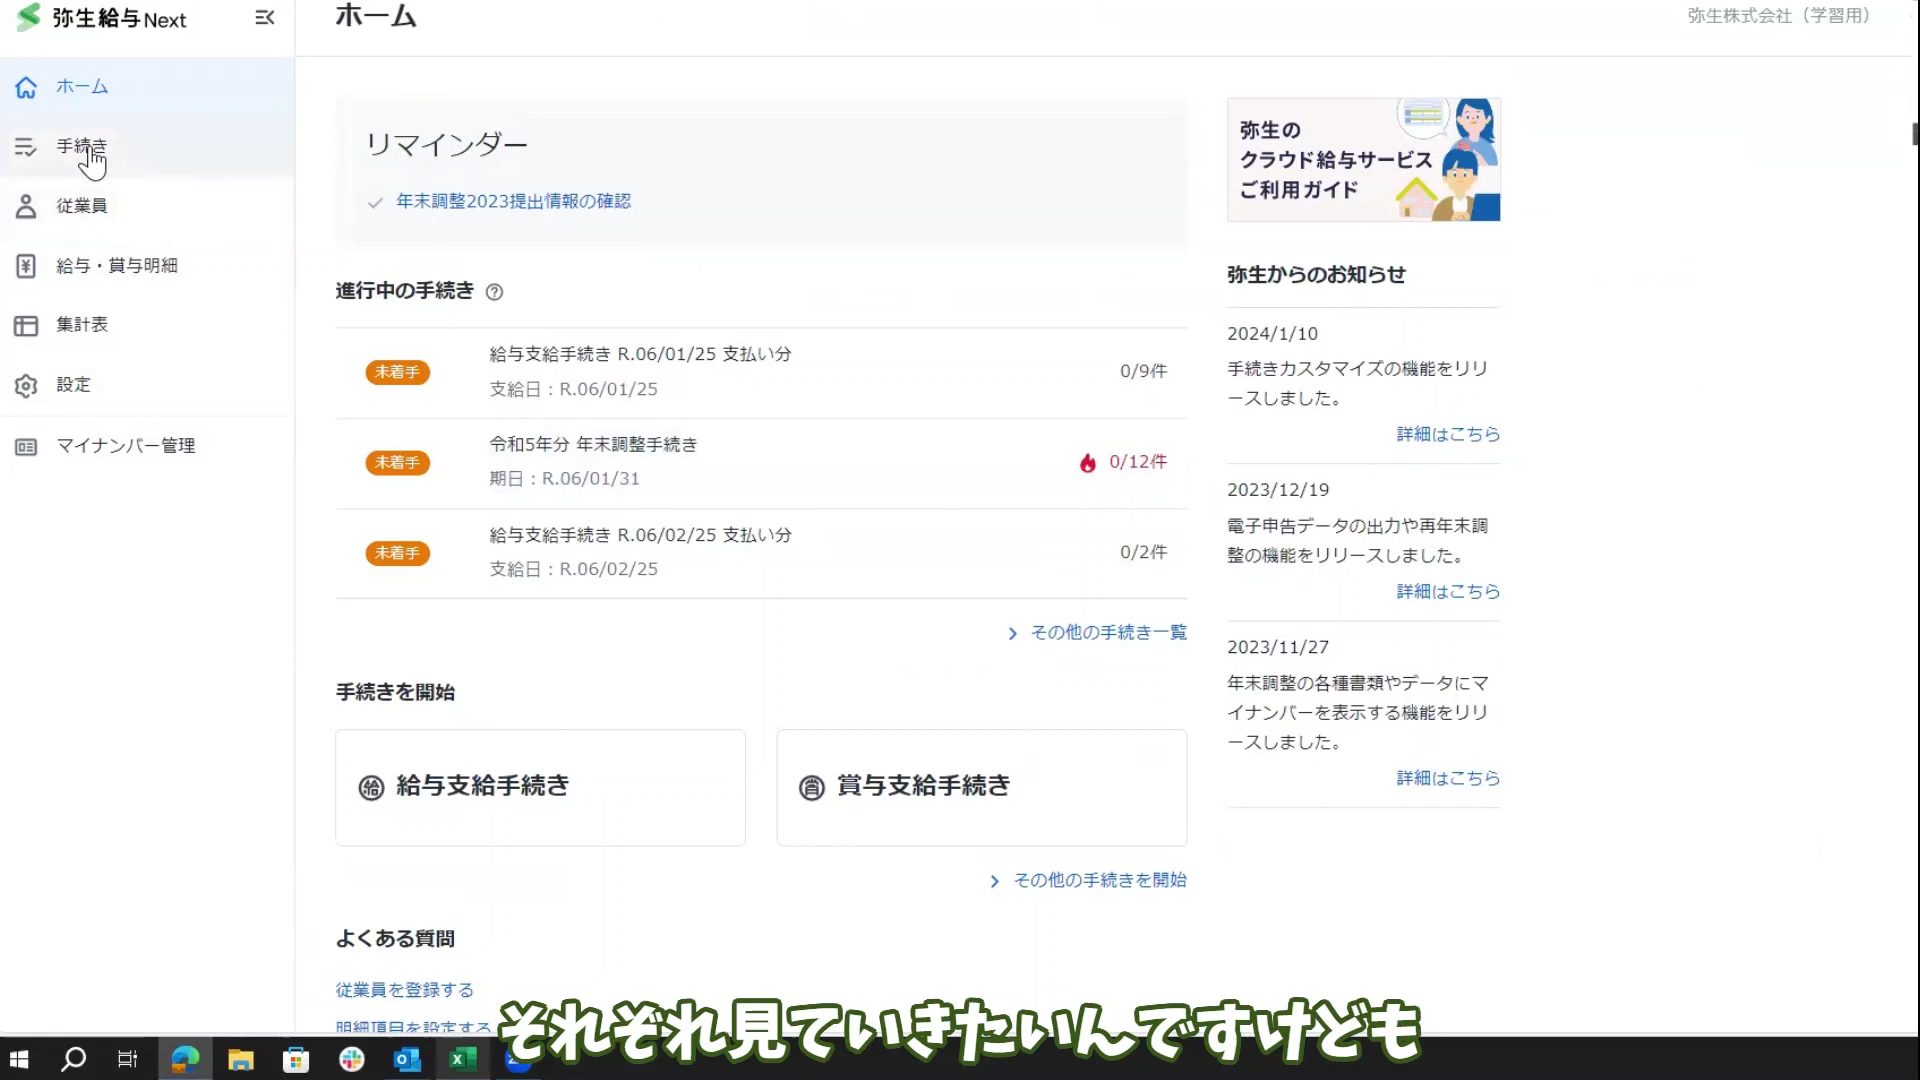 弥生給与Next
ホーム
弥生株式会社（学習用）
ホーム
手続き
従業員
給与・賞与明細
集計表
設定
マイナンバー管理
リマインダー
年末調整2023提出情報の確認
進行中の手続き
未着手
給与支給手続き R.06/01/25 支払い分
支給日：R.06/01/25
0/9件
未着手
令和5年分 年末調整手続き
期日：R.06/01/31
0/12件
未着手
給与支給手続き R.06/02/25 支払い分
支給日：R.06/02/25
0/2件
その他の手続き一覧
手続きを開始
給 給与支給手続き
賞 賞与支給手続き
その他の手続きを開始
よくある質問
従業員を登録する
明細項目を設定する
弥生の
クラウド給与サービス
ご利用ガイド
弥生からのお知らせ
2024/1/10
手続きカスタマイズの機能をリリ
ースしました。
詳細はこちら
2023/12/19
電子申告データの出力や再年末調
整の機能をリリースしました。
詳細はこちら
2023/11/27
年末調整の各種書類やデータにマ
イナンバーを表示する機能をリリ
ースしました。
詳細はこちら
それぞれ見ていきたいんですけども